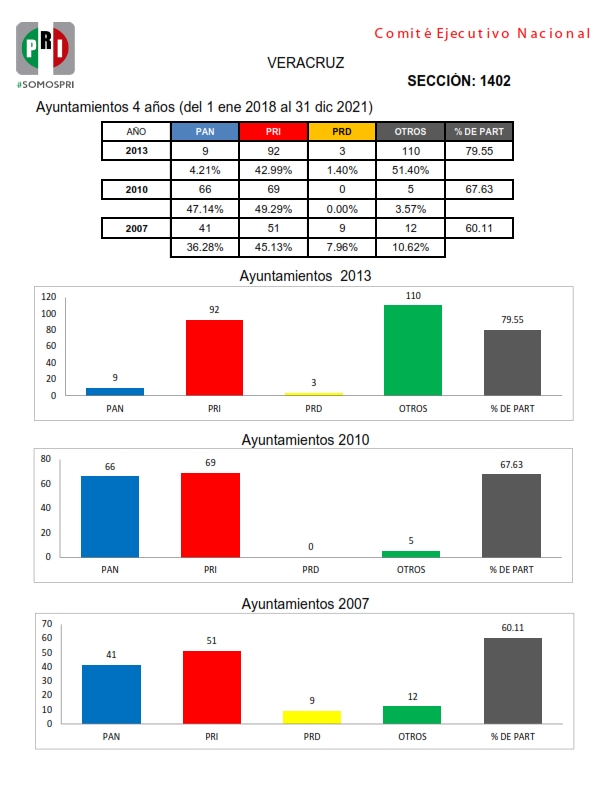 Comité Ejecutivo Nacional
PRI
#SOMOSPRI
VERACRUZ
SECCIÓN: 1402
Ayuntamientos 4 años (del 1 ene 2018 al 31 dic 2021)
AÑO PAN PRI PRD OTROS % DE PART
2013 9 92 3 110 79.55
4.21% 42.99% 1.40% 51.40%
2010 66 69 0 5 67.63
47.14% 49.29% 0.00% 3.57%
2007 41 51 9 12 60.11
36.28% 45.13% 7.96% 10.62%
Ayuntamientos 2013
120
100
80
60
40
20
0
9 92 3 110 79.55
PAN PRI PRD OTROS % DE PART
Ayuntamientos 2010
80
60
40
20
0
66 69 0 5 67.63
PAN PRI PRD OTROS % DE PART
Ayuntamientos 2007
70
60
50
40
30
20
10
0
41 51 9 12 60.11
PAN PRI PRD OTROS % DE PART